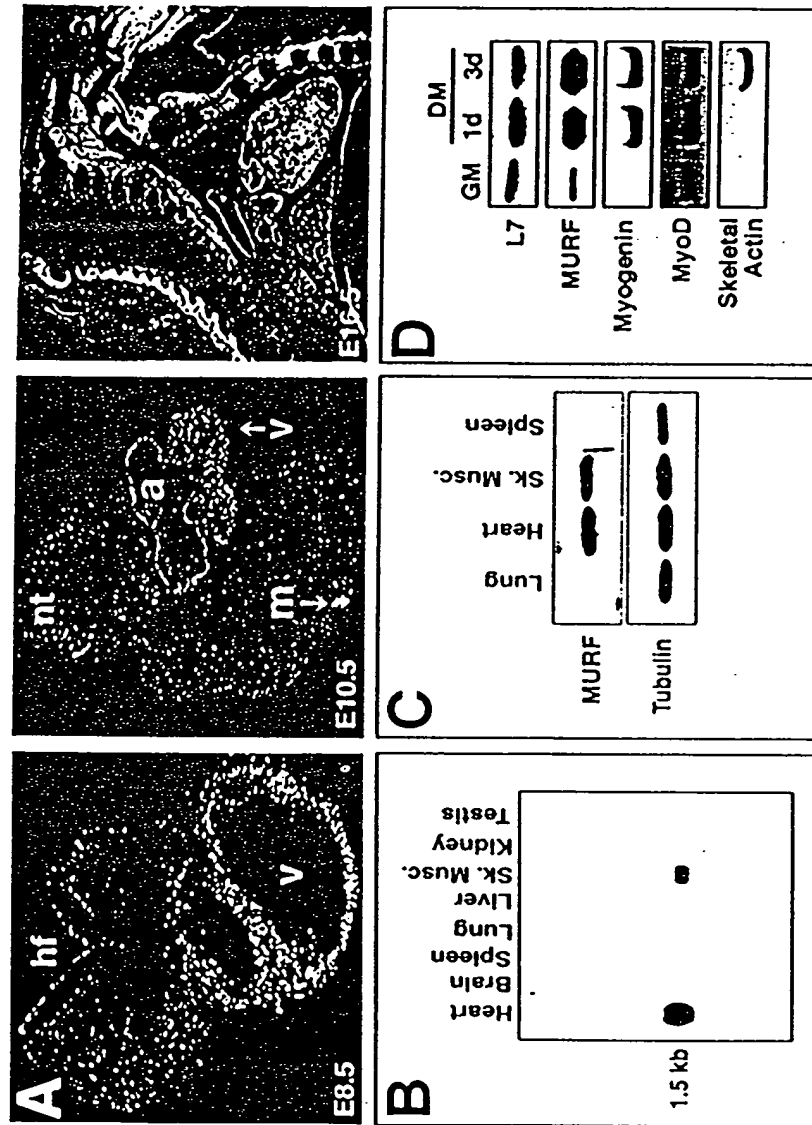 A
hf
v
E8.5
nt
a
v
m
E10.5
E16.5
B
Heart
Brain
Spleen
Lung
Liver
Sk. Musc.
Kidney
Testis
1.5 kb
C
Lung
Heart
Sk. Musc.
Spleen
MURF
Tubulin
D
DM
GM 1d 3d
L7
MURF
Myogenin
MyoD
Skeletal
Actin